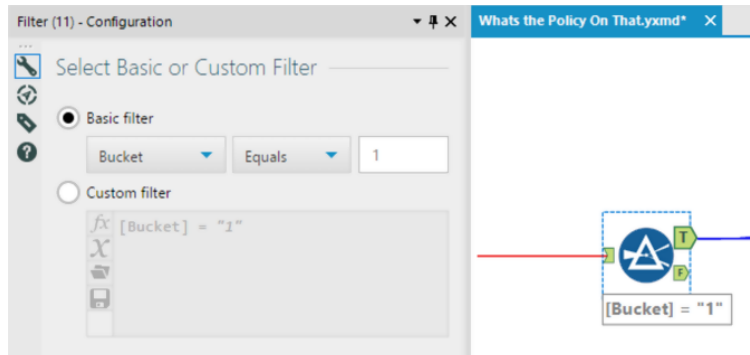 Filter (11) - Configuration
Whats the Policy On That.yxmd*
Select Basic or Custom Filter
Basic filter
Bucket
Equals
1
Custom filter
fx
[Bucket] = "1"
X
T
F
[Bucket] = "1"